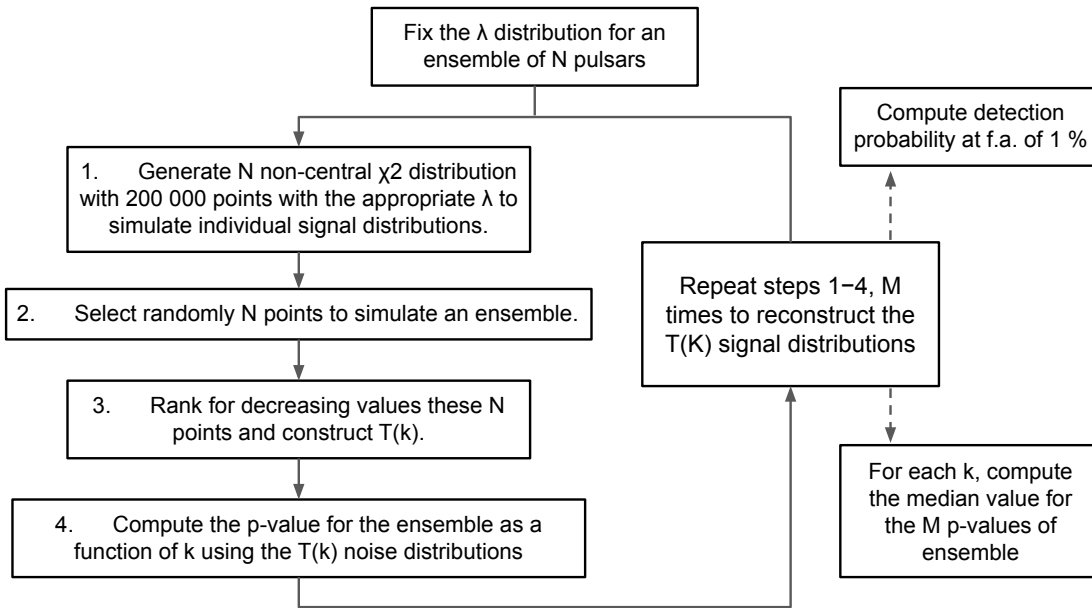 Fix the λ distribution for an
ensemble of N pulsars
1. Generate N non-central χ2 distribution
with 200 000 points with the appropriate λ to
simulate individual signal distributions.
2. Select randomly N points to simulate an ensemble.
3. Rank for decreasing values these N
points and construct T(k).
4. Compute the p-value for the ensemble as a
function of k using the T(k) noise distributions
Repeat steps 1−4, M
times to reconstruct the
T(K) signal distributions
Compute detection
probability at f.a. of 1 %
For each k, compute
the median value for
the M p-values of
ensemble